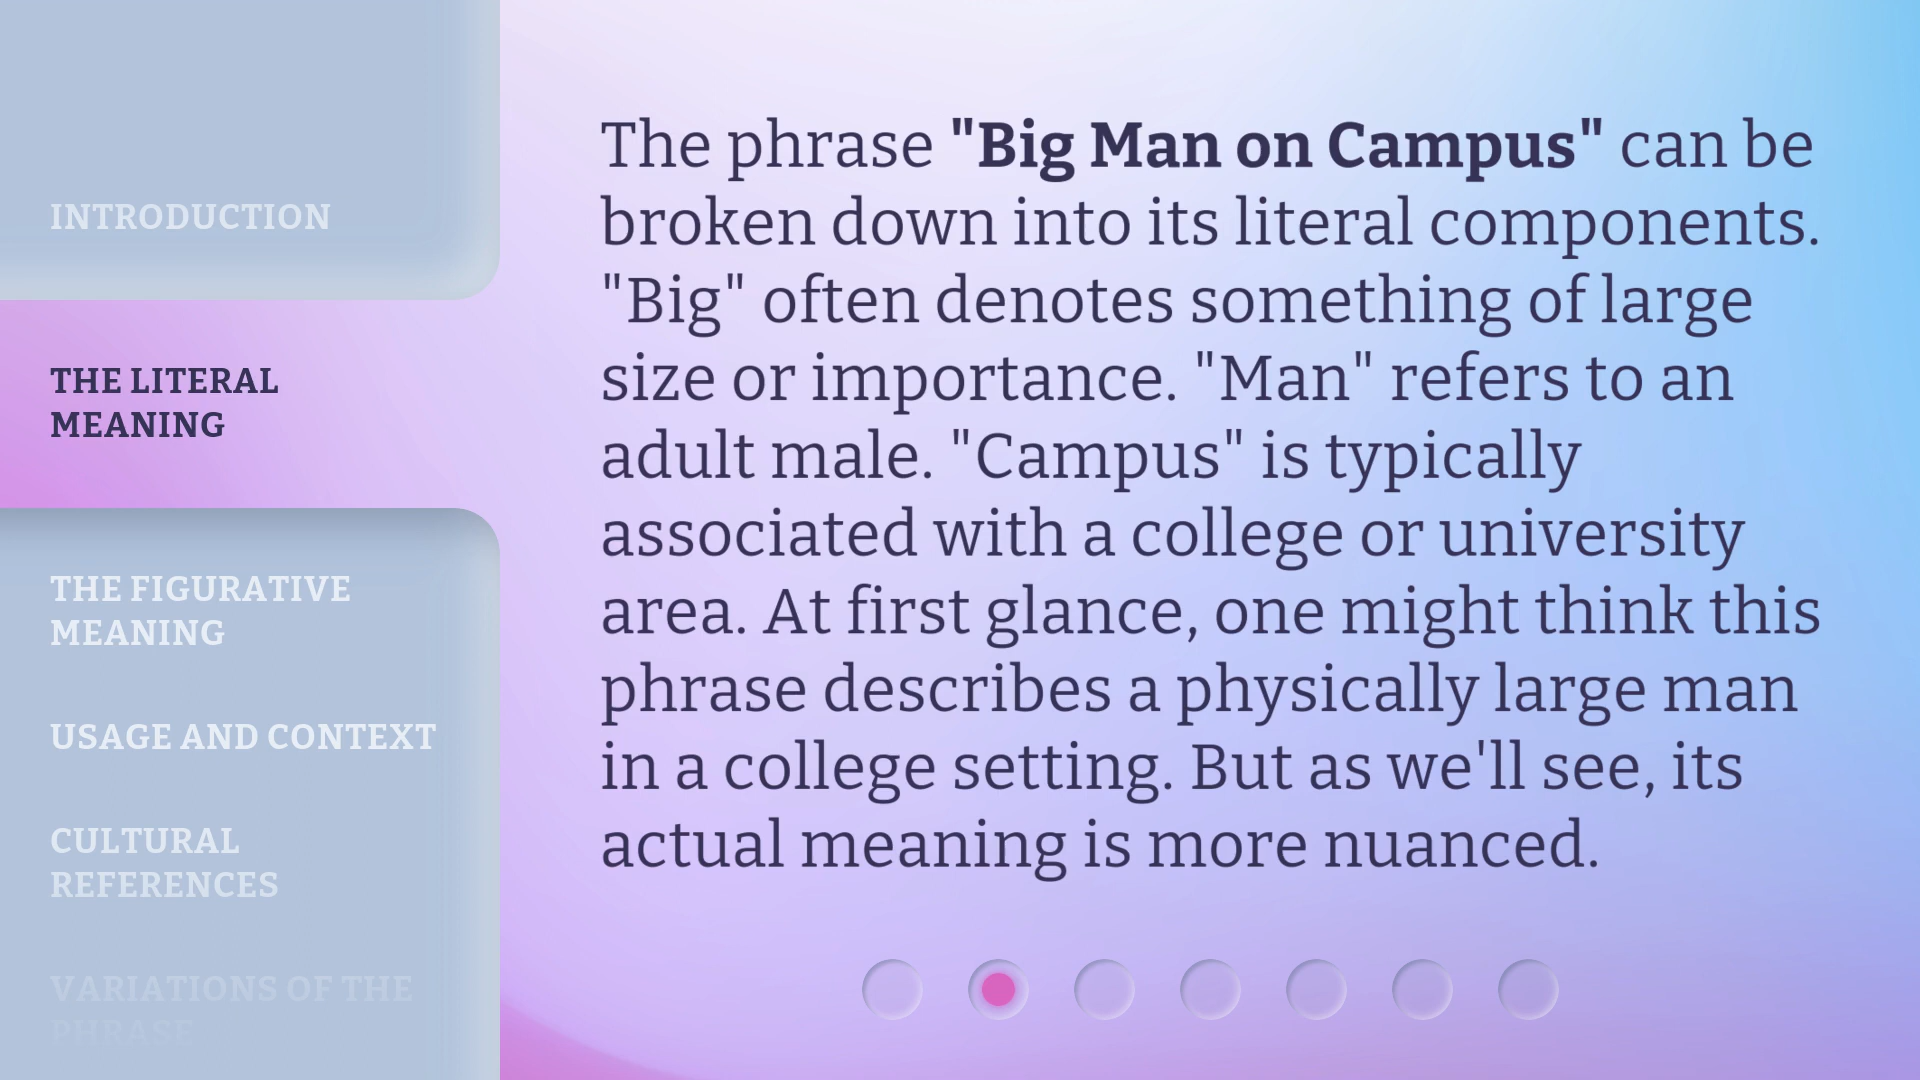 INTRODUCTION
THE LITERAL
MEANING
THE FIGURATIVE
MEANING
USAGE AND CONTEXT
CULTURAL
REFERENCES
VARIATIONS OF THE
PHRASE
The phrase "Big Man on Campus" can be
broken down into its literal components.
"Big" often denotes something of large
size or importance. "Man" refers to an
adult male. "Campus" is typically
associated with a college or university
area. At first glance, one might think this
phrase describes a physically large man
in a college setting. But as we'll see, its
actual meaning is more nuanced.